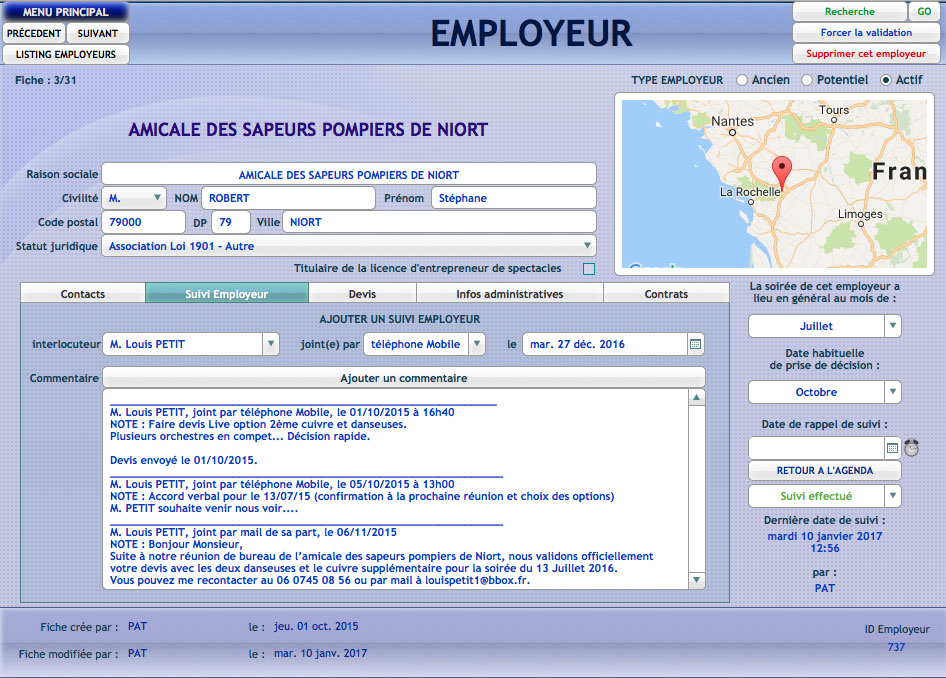 MENU PRINCIPAL
PRÉCEDENT SUIVANT
LISTING EMPLOYEURS
EMPLOYEUR
Recherche GO
Forcer la validation
Supprimer cet employeur
Fiche : 3/31
TYPE EMPLOYEUR Ancien Potentiel Actif
AMICALE DES SAPEURS POMPIERS DE NIORT
Raison sociale AMICALE DES SAPEURS POMPIERS DE NIORT
Civilité M. NOM ROBERT Prénom Stéphane
Code postal 79000 DP 79 Ville NIORT
Statut juridique Association Loi 1901 - Autre
Titulaire de la licence d'entrepreneur de spectacles
Tours
Nantes
Fran
La Rochelle
Limoges
Contacts Suivi Employeur Devis Infos administratives Contrats
AJOUTER UN SUIVI EMPLOYEUR
interlocuteur M. Louis PETIT joint(e) par téléphone Mobile le mar. 27 déc. 2016
Commentaire Ajouter un commentaire
M. Louis PETIT, joint par téléphone Mobile, le 01/10/2015 à 16h40
NOTE : Faire devis Live option 2ème cuivre et danseuses.
Plusieurs orchestres en compet... Décision rapide.
Devis envoyé le 01/10/2015.
M. Louis PETIT, joint par téléphone Mobile, le 05/10/2015 à 13h00
NOTE : Accord verbal pour le 13/07/15 (confirmation à la prochaine réunion et choix des options)
M. PETIT souhaite venir nous voir....
M. Louis PETIT, joint par mail de sa part, le 06/11/2015
NOTE : Bonjour Monsieur,
Suite à notre réunion de bureau de l'amicale des sapeurs pompiers de Niort, nous validons officiellement
votre devis avec les deux danseuses et le cuivre supplémentaire pour la soirée du 13 Juillet 2016.
Vous pouvez me recontacter au 06 0745 08 56 ou par mail à louispetit1@bbox.fr.
La soirée de cet employeur a
lieu en général au mois de :
Juillet
Date habituelle
de prise de décision :
Octobre
Date de rappel de suivi :
RETOUR A L'AGENDA
Suivi effectué
Dernière date de suivi :
mardi 10 janvier 2017
12:56
par :
PAT
Fiche crée par : PAT le : jeu. 01 oct. 2015
Fiche modifiée par : PAT le : mar. 10 janv. 2017
ID Employeur
737